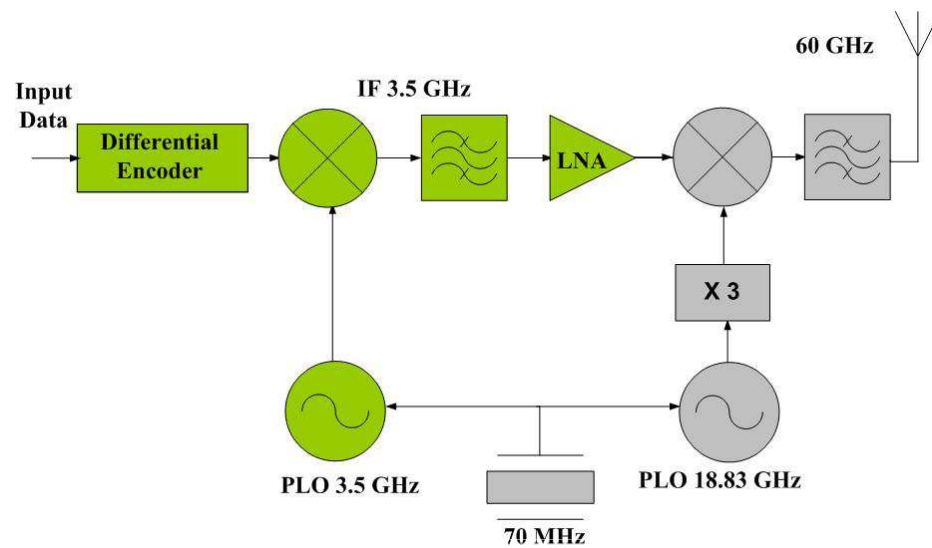 Input
Data
Differential
Encoder
IF 3.5 GHz
LNA
60 GHz
X 3
PLO 3.5 GHz
PLO 18.83 GHz
70 MHz